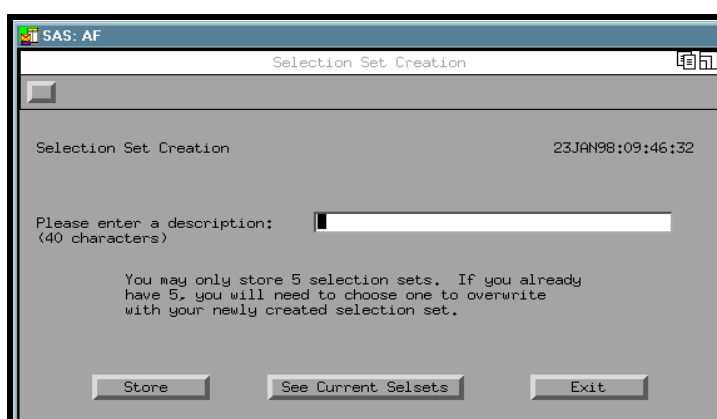 SAS: AF
Selection Set Creation
Selection Set Creation 23JAN98:09:46:32
Please enter a description:
(40 characters)
You may only store 5 selection sets. If you already
have 5, you will need to choose one to overwrite
with your newly created selection set.
Store See Current Selsets Exit